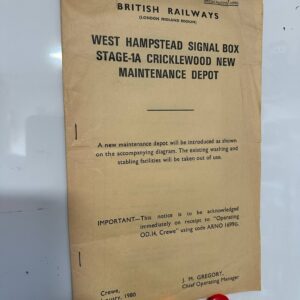 BRITISH RAILWAYS
(LONDON MIDLAND REGION)
WEST HAMPSTEAD SIGNAL BOX
STAGE-1A CRICKLEWOOD NEW
MAINTENANCE DEPOT
A new maintenance depot will be introduced as shown
on the accompanying diagram. The existing washing and
stabling facilities will be taken out of use.
IMPORTANT—This notice is to be acknowledged
immediately on receipt to "Operating
OD.14, Crewe" using code ARNO
Crewe,
1980
J. M. GREGORY,
Chief Operating Manager